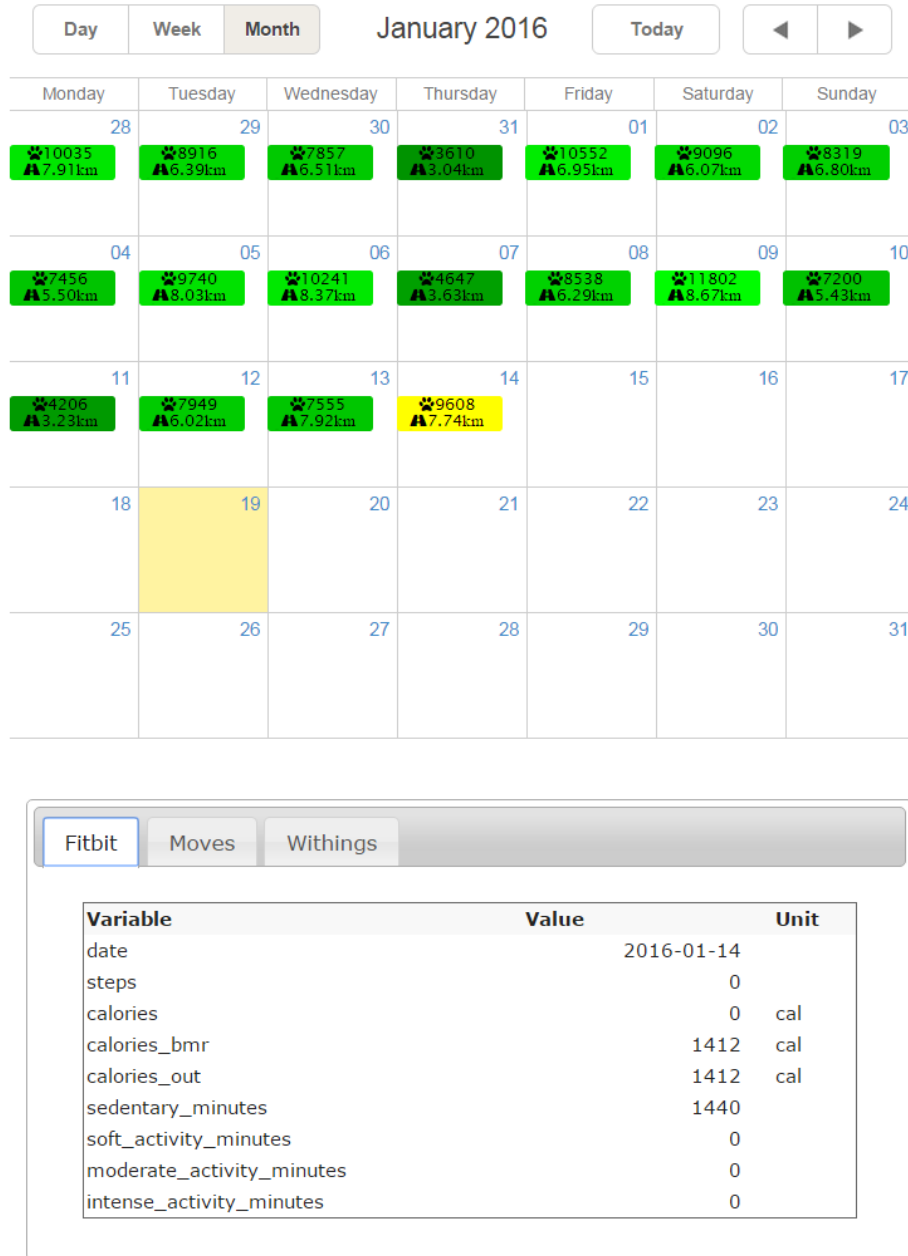 Day Week Month January 2016 Today
Monday Tuesday Wednesday Thursday Friday Saturday Sunday
28 29 30 31 01 02 03
10035 8916 7857 3610 10552 9096 8319
7.91km 6.39km 6.51km 3.04km 6.95km 6.07km 6.80km
04 05 06 07 08 09 10
7456 9740 10241 4647 8538 11802 7200
5.50km 8.03km 8.37km 3.63km 6.29km 8.67km 5.43km
11 12 13 14 15 16 17
4206 7949 7555 9608
3.23km 6.02km 7.92km 7.74km
18 19 20 21 22 23 24
25 26 27 28 29 30 31
Fitbit Moves Withings
Variable Value Unit
date 2016-01-14
steps 0
calories 0 cal
calories_bmr 1412 cal
calories_out 1412 cal
sedentary_minutes 1440
soft_activity_minutes 0
moderate_activity_minutes 0
intense_activity_minutes 0